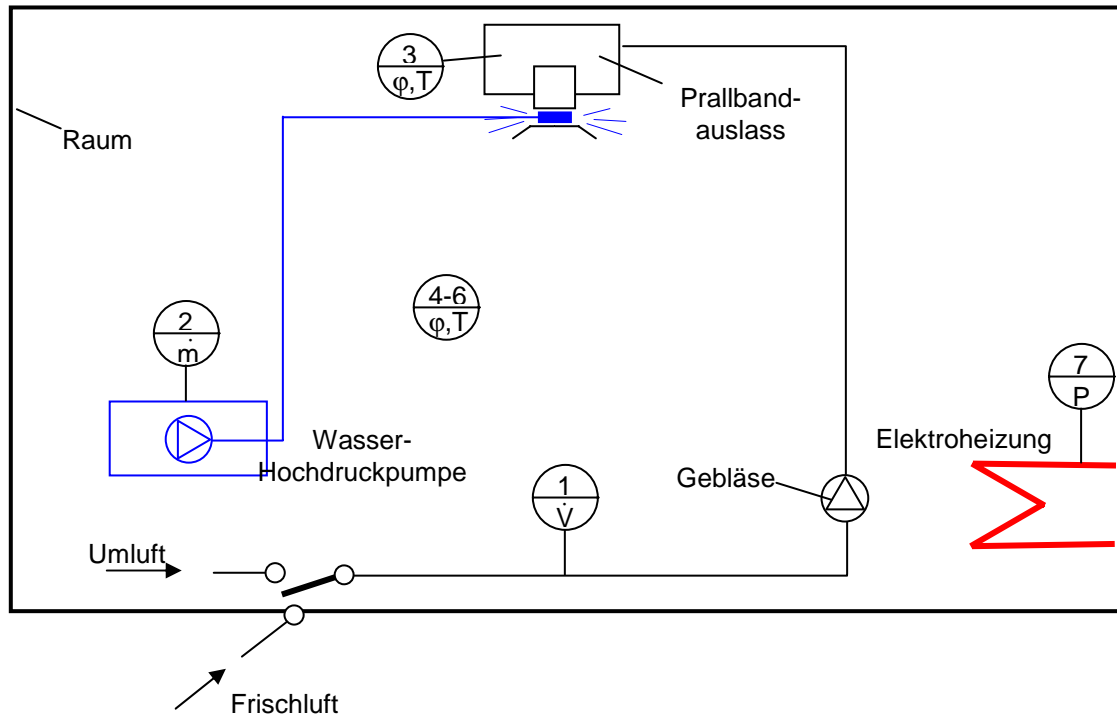 3
φ,T
Prallband-
auslass
Raum
4-6
φ,T
2
ṁ
7
P
Wasser-
Hochdruckpumpe
Elektroheizung
Gebläse
1
V̇
Umluft
Frischluft